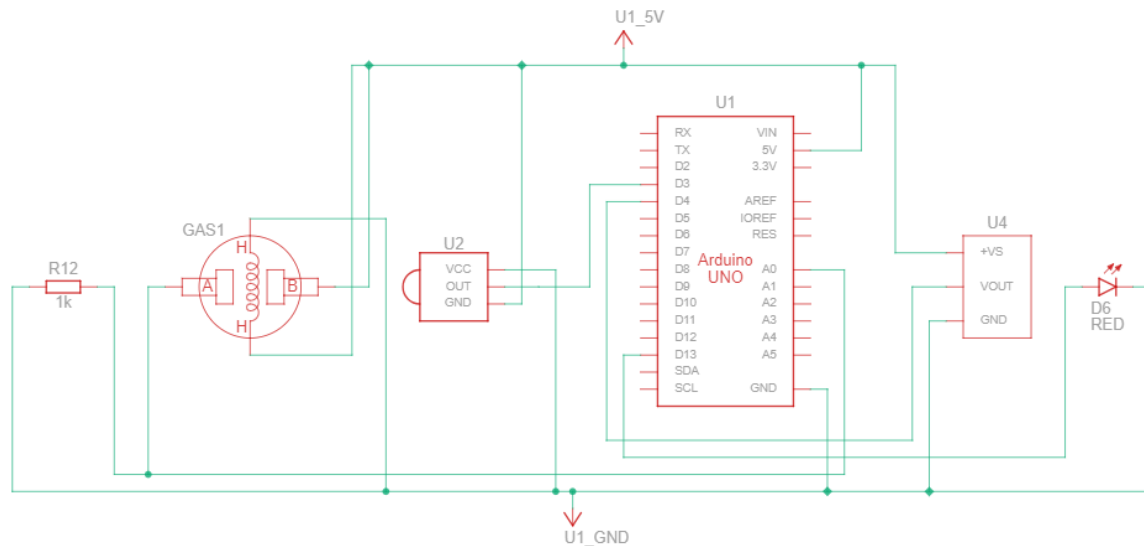 U1_5V
U1
RX
TX
D2
D3
D4
D5
D6
D7
D8
D9
D10
D11
D12
D13
SDA
SCL
VIN
5V
3.3V
AREF
IOREF
RES
A0
A1
A2
A3
A4
A5
GND
Arduino
UNO
GAS1
H
A
B
H
R12
1k
U2
VCC
OUT
GND
U4
+VS
VOUT
GND
D6
RED
U1_GND